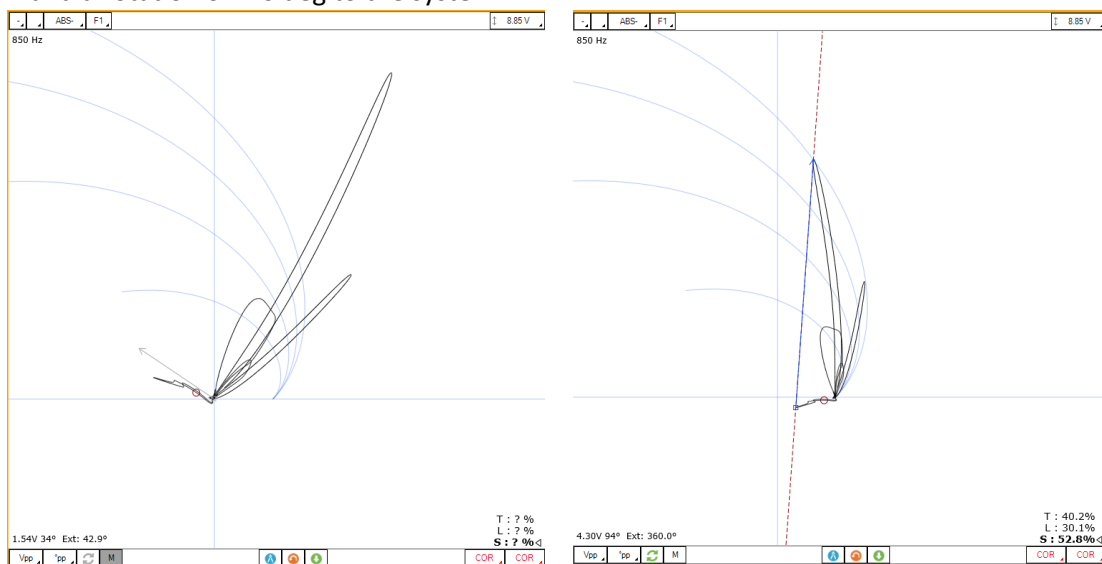 - ABS- F1 ↕ 8.85 V
850 Hz
T : ? %
L : ? %
S : ? %◁
1.54V 34° Ext: 42.9°
Vpp °pp M COR COR
- ABS- F1 ↕ 8.85 V
850 Hz
T : 40.2%
L : 30.1%
S : 52.8%◁
4.30V 94° Ext: 360.0°
Vpp °pp M COR COR